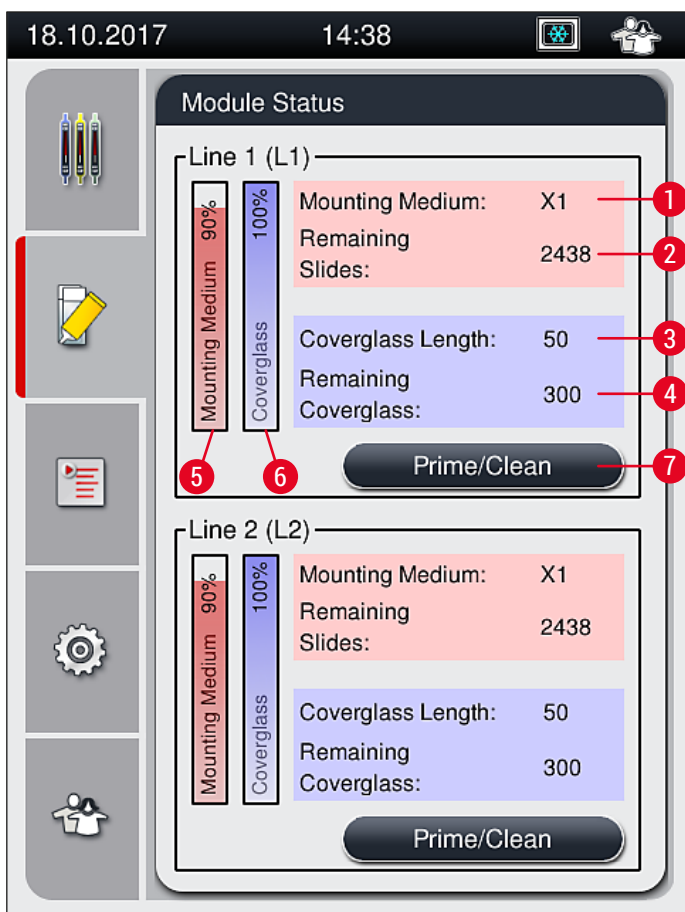 18.10.2017 14:38
Module Status
Line 1 (L1)
Mounting Medium 90%
Coverglass 100%
Mounting Medium: X1
Remaining
Slides: 2438
Coverglass Length: 50
Remaining
Coverglass: 300
Prime/Clean
1
2
3
4
5
6
7
Line 2 (L2)
Mounting Medium 90%
Coverglass 100%
Mounting Medium: X1
Remaining
Slides: 2438
Coverglass Length: 50
Remaining
Coverglass: 300
Prime/Clean